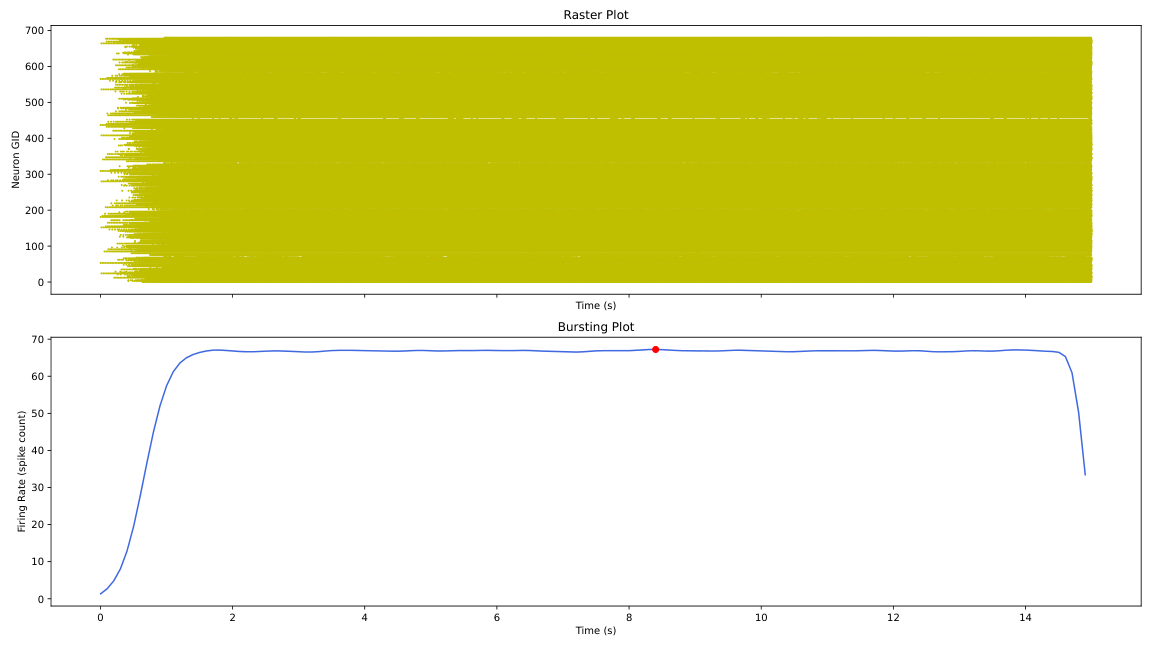 Raster Plot
700
600
500
400
300
200
100
0
Neuron GID
Time (s)
Bursting Plot
70
60
50
40
30
20
10
0
Firing Rate (spike count)
0 2 4 6 8 10 12 14
Time (s)